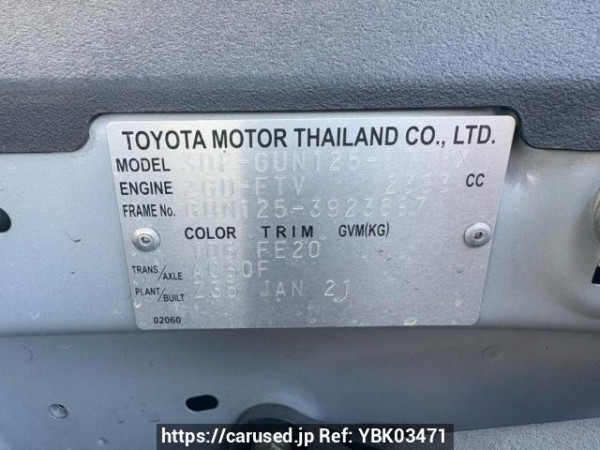 TOYOTA MOTOR THAILAND CO., LTD.
MODEL
ENGINE 2GD-FTV 2393 CC
FRAME No.
COLOR TRIM GVM(KG)
FE20
TRANS/AXLE AC60F
PLANT/BUILT JAN 21
02060
https://carused.jp Ref: YBK03471